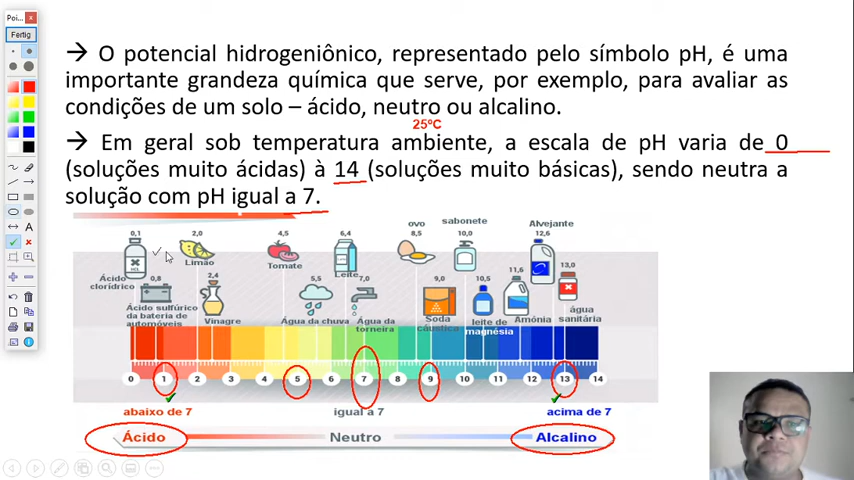 Poi...
Fertig
→ O potencial hidrogeniônico, representado pelo símbolo pH, é uma
importante grandeza química que serve, por exemplo, para avaliar as
condições de um solo – ácido, neutro ou alcalino.
25ºC
→ Em geral sob temperatura ambiente, a escala de pH varia de 0
(soluções muito ácidas) à 14 (soluções muito básicas), sendo neutra a
solução com pH igual a 7.
0,1
Ácido
clorídrico
HCL
0,8
Ácido sulfúrico
da bateria de
automóveis
2,0
Limão
2,4
Vinagre
4,5
Tomate
5,5
Água da chuva
6,4
Leite
7,0
Água da
torneira
ovo
8,5
9,0
Soda
cáustica
sabonete
10,0
10,5
leite de
magnésia
11,6
Amónia
Alvejante
12,6
13,0
água
sanitária
0 1 2 3 4 5 6 7 8 9 10 11 12 13 14
abaixo de 7 igual a 7 acima de 7
Ácido Neutro Alcalino